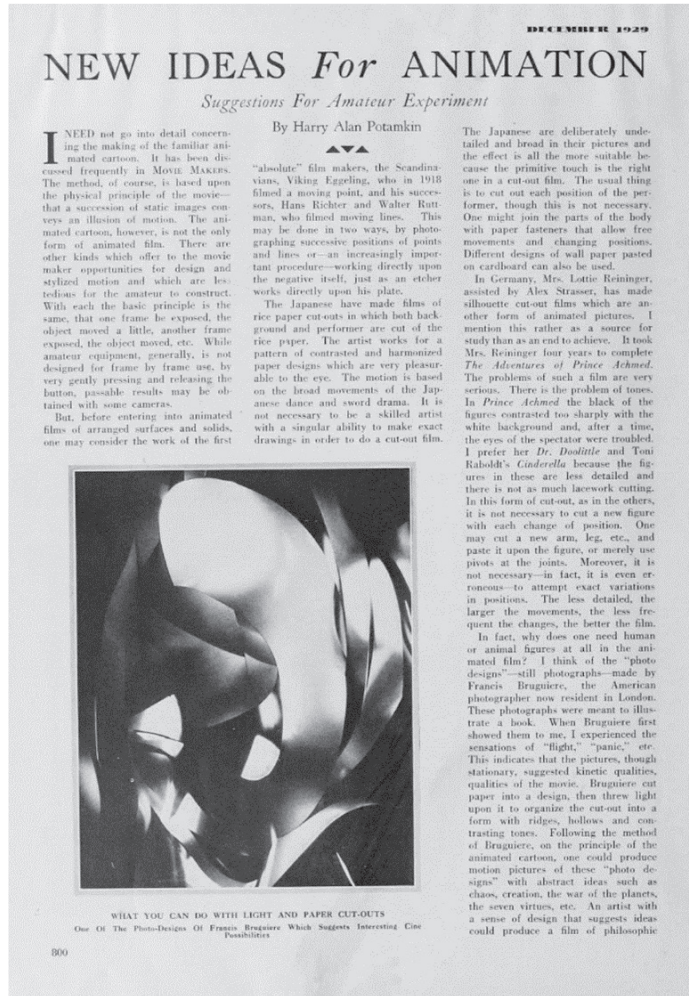 DECEMBER 1929
NEW IDEAS For ANIMATION
Suggestions For Amateur Experiment
By Harry Alan Potamkin
I NEED not go into detail concern-
ing the making of the familiar ani-
mated cartoon. It has been dis-
cussed frequently in MOVIE MAKERS.
The method, of course, is based upon
the physical principle of the movie—
that a succession of static images con-
veys an illusion of motion. The ani-
mated cartoon, however, is not the only
form of animated film. There are
other kinds which offer to the movie
maker opportunities for design and
stylized motion and which are less
tedious for the amateur to construct.
With each the basic principle is the
same, that one frame be exposed, the
object moved a little, another frame
exposed, the object moved, etc. While
amateur equipment, generally, is not
designed for frame by frame use, by
very gently pressing and releasing the
button, passable results may be ob-
tained with some cameras.
But, before entering into animated
films of arranged surfaces and solids,
one may consider the work of the first
"absolute" film makers, the Scandina-
vians, Viking Eggeling, who in 1918
filmed a moving point, and his succes-
sors, Hans Richter and Walter Rutt-
man, who filmed moving lines. This
may be done in two ways, by photo-
graphing successive positions of points
and lines or—an increasingly impor-
tant procedure—working directly upon
the negative itself, just as an etcher
works directly upon his plate.
The Japanese have made films of
rice paper cut-outs in which both back-
ground and performer are cut of the
rice paper. The artist works for a
pattern of contrasted and harmonized
paper designs which are very pleasur-
able to the eye. The motion is based
on the broad movements of the Jap-
anese dance and sword drama. It is
not necessary to be a skilled artist
with a singular ability to make exact
drawings in order to do a cut-out film.
The Japanese are deliberately unde-
tailed and broad in their pictures and
the effect is all the more suitable be-
cause the primitive touch is the right
one in a cut-out film. The usual thing
is to cut out each position of the per-
former, though this is not necessary.
One might join the parts of the body
with paper fasteners that allow free
movements and changing positions.
Different designs of wall paper pasted
on cardboard can also be used.
In Germany, Mrs. Lottie Reininger,
assisted by Alex Strasser, has made
silhouette cut-out films which are an-
other form of animated pictures. I
mention this rather as a source for
study than as an end to achieve. It took
Mrs. Reininger four years to complete
The Adventures of Prince Achmed.
The problems of such a film are very
serious. There is the problem of tones.
In Prince Achmed the black of the
figures contrasted too sharply with the
white background and, after a time,
the eyes of the spectator were troubled.
I prefer her Dr. Doolittle and Toni
Raboldt's Cinderella because the fig-
ures in these are less detailed and
there is not as much lacework cutting.
In this form of cut-out, as in the others,
it is not necessary to cut a new figure
with each change of position. One
may cut a new arm, leg, etc., and
paste it upon the figure, or merely use
pivots at the joints. Moreover, it is
not necessary—in fact, it is even er-
roneous—to attempt exact variations
in positions. The less detailed, the
larger the movements, the less fre-
quent the changes, the better the film.
In fact, why does one need human
or animal figures at all in the ani-
mated film? I think of the "photo
designs"—still photographs—made by
Francis Bruguiere, the American
photographer now resident in London.
These photographs were meant to illus-
trate a book. When Bruguiere first
showed them to me, I experienced the
sensations of "flight," "panic," etc.
This indicates that the pictures, though
stationary, suggested kinetic qualities,
qualities of the movie. Bruguiere cut
paper into a design, then threw light
upon it to organize the cut-out into a
form with ridges, hollows and con-
trasting tones. Following the method
of Bruguiere, on the principle of the
animated cartoon, one could produce
motion pictures of these "photo de-
signs" with abstract ideas such as
chaos, creation, the war of the planets,
the seven virtues, etc. An artist with
a sense of design that suggests ideas
could produce a film of philosophic
WHAT YOU CAN DO WITH LIGHT AND PAPER CUT-OUTS
One Of The Photo-Designs Of Francis Bruguiere Which Suggests Interesting Cine
Possibilities
800